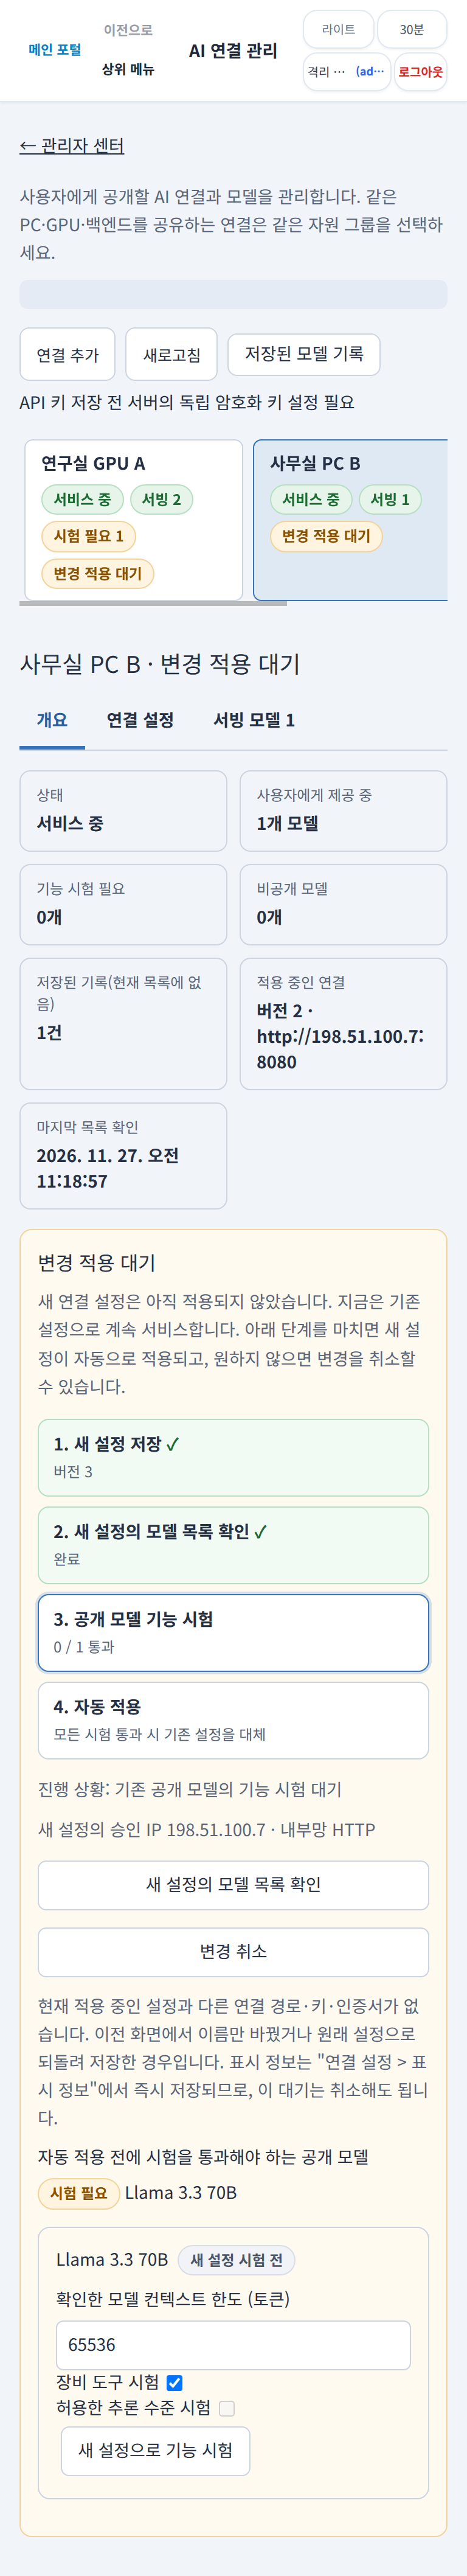 메인 포털
이전으로
상위 메뉴
AI 연결 관리
라이트
30분
격리 ⋯
(ad⋯
로그아웃
← 관리자 센터
사용자에게 공개할 AI 연결과 모델을 관리합니다. 같은
PC·GPU·백엔드를 공유하는 연결은 같은 자원 그룹을 선택하
세요.
연결 추가
새로고침
저장된 모델 기록
API 키 저장 전 서버의 독립 암호화 키 설정 필요
연구실 GPU A
서비스 중
서빙 2
시험 필요 1
변경 적용 대기
사무실 PC B
서비스 중
서빙 1
변경 적용 대기
사무실 PC B · 변경 적용 대기
개요
연결 설정
서빙 모델 1
상태
서비스 중
사용자에게 제공 중
1개 모델
기능 시험 필요
0개
비공개 모델
0개
저장된 기록(현재 목록에 없
음)
1건
적용 중인 연결
버전 2 ·
http://198.51.100.7:
8080
마지막 목록 확인
2026. 11. 27. 오전
11:18:57
변경 적용 대기
새 연결 설정은 아직 적용되지 않았습니다. 지금은 기존
설정으로 계속 서비스합니다. 아래 단계를 마치면 새 설
정이 자동으로 적용되고, 원하지 않으면 변경을 취소할
수 있습니다.
1. 새 설정 저장 ✓
버전 3
2. 새 설정의 모델 목록 확인 ✓
완료
3. 공개 모델 기능 시험
0 / 1 통과
4. 자동 적용
모든 시험 통과 시 기존 설정을 대체
진행 상황: 기존 공개 모델의 기능 시험 대기
새 설정의 승인 IP 198.51.100.7 · 내부망 HTTP
새 설정의 모델 목록 확인
변경 취소
현재 적용 중인 설정과 다른 연결 경로·키·인증서가 없
습니다. 이전 화면에서 이름만 바꿨거나 원래 설정으로
되돌려 저장한 경우입니다. 표시 정보는 "연결 설정 > 표
시 정보"에서 즉시 저장되므로, 이 대기는 취소해도 됩니
다.
자동 적용 전에 시험을 통과해야 하는 공개 모델
시험 필요 Llama 3.3 70B
Llama 3.3 70B 새 설정 시험 전
확인한 모델 컨텍스트 한도 (토큰)
65536
장비 도구 시험
허용한 추론 수준 시험
새 설정으로 기능 시험